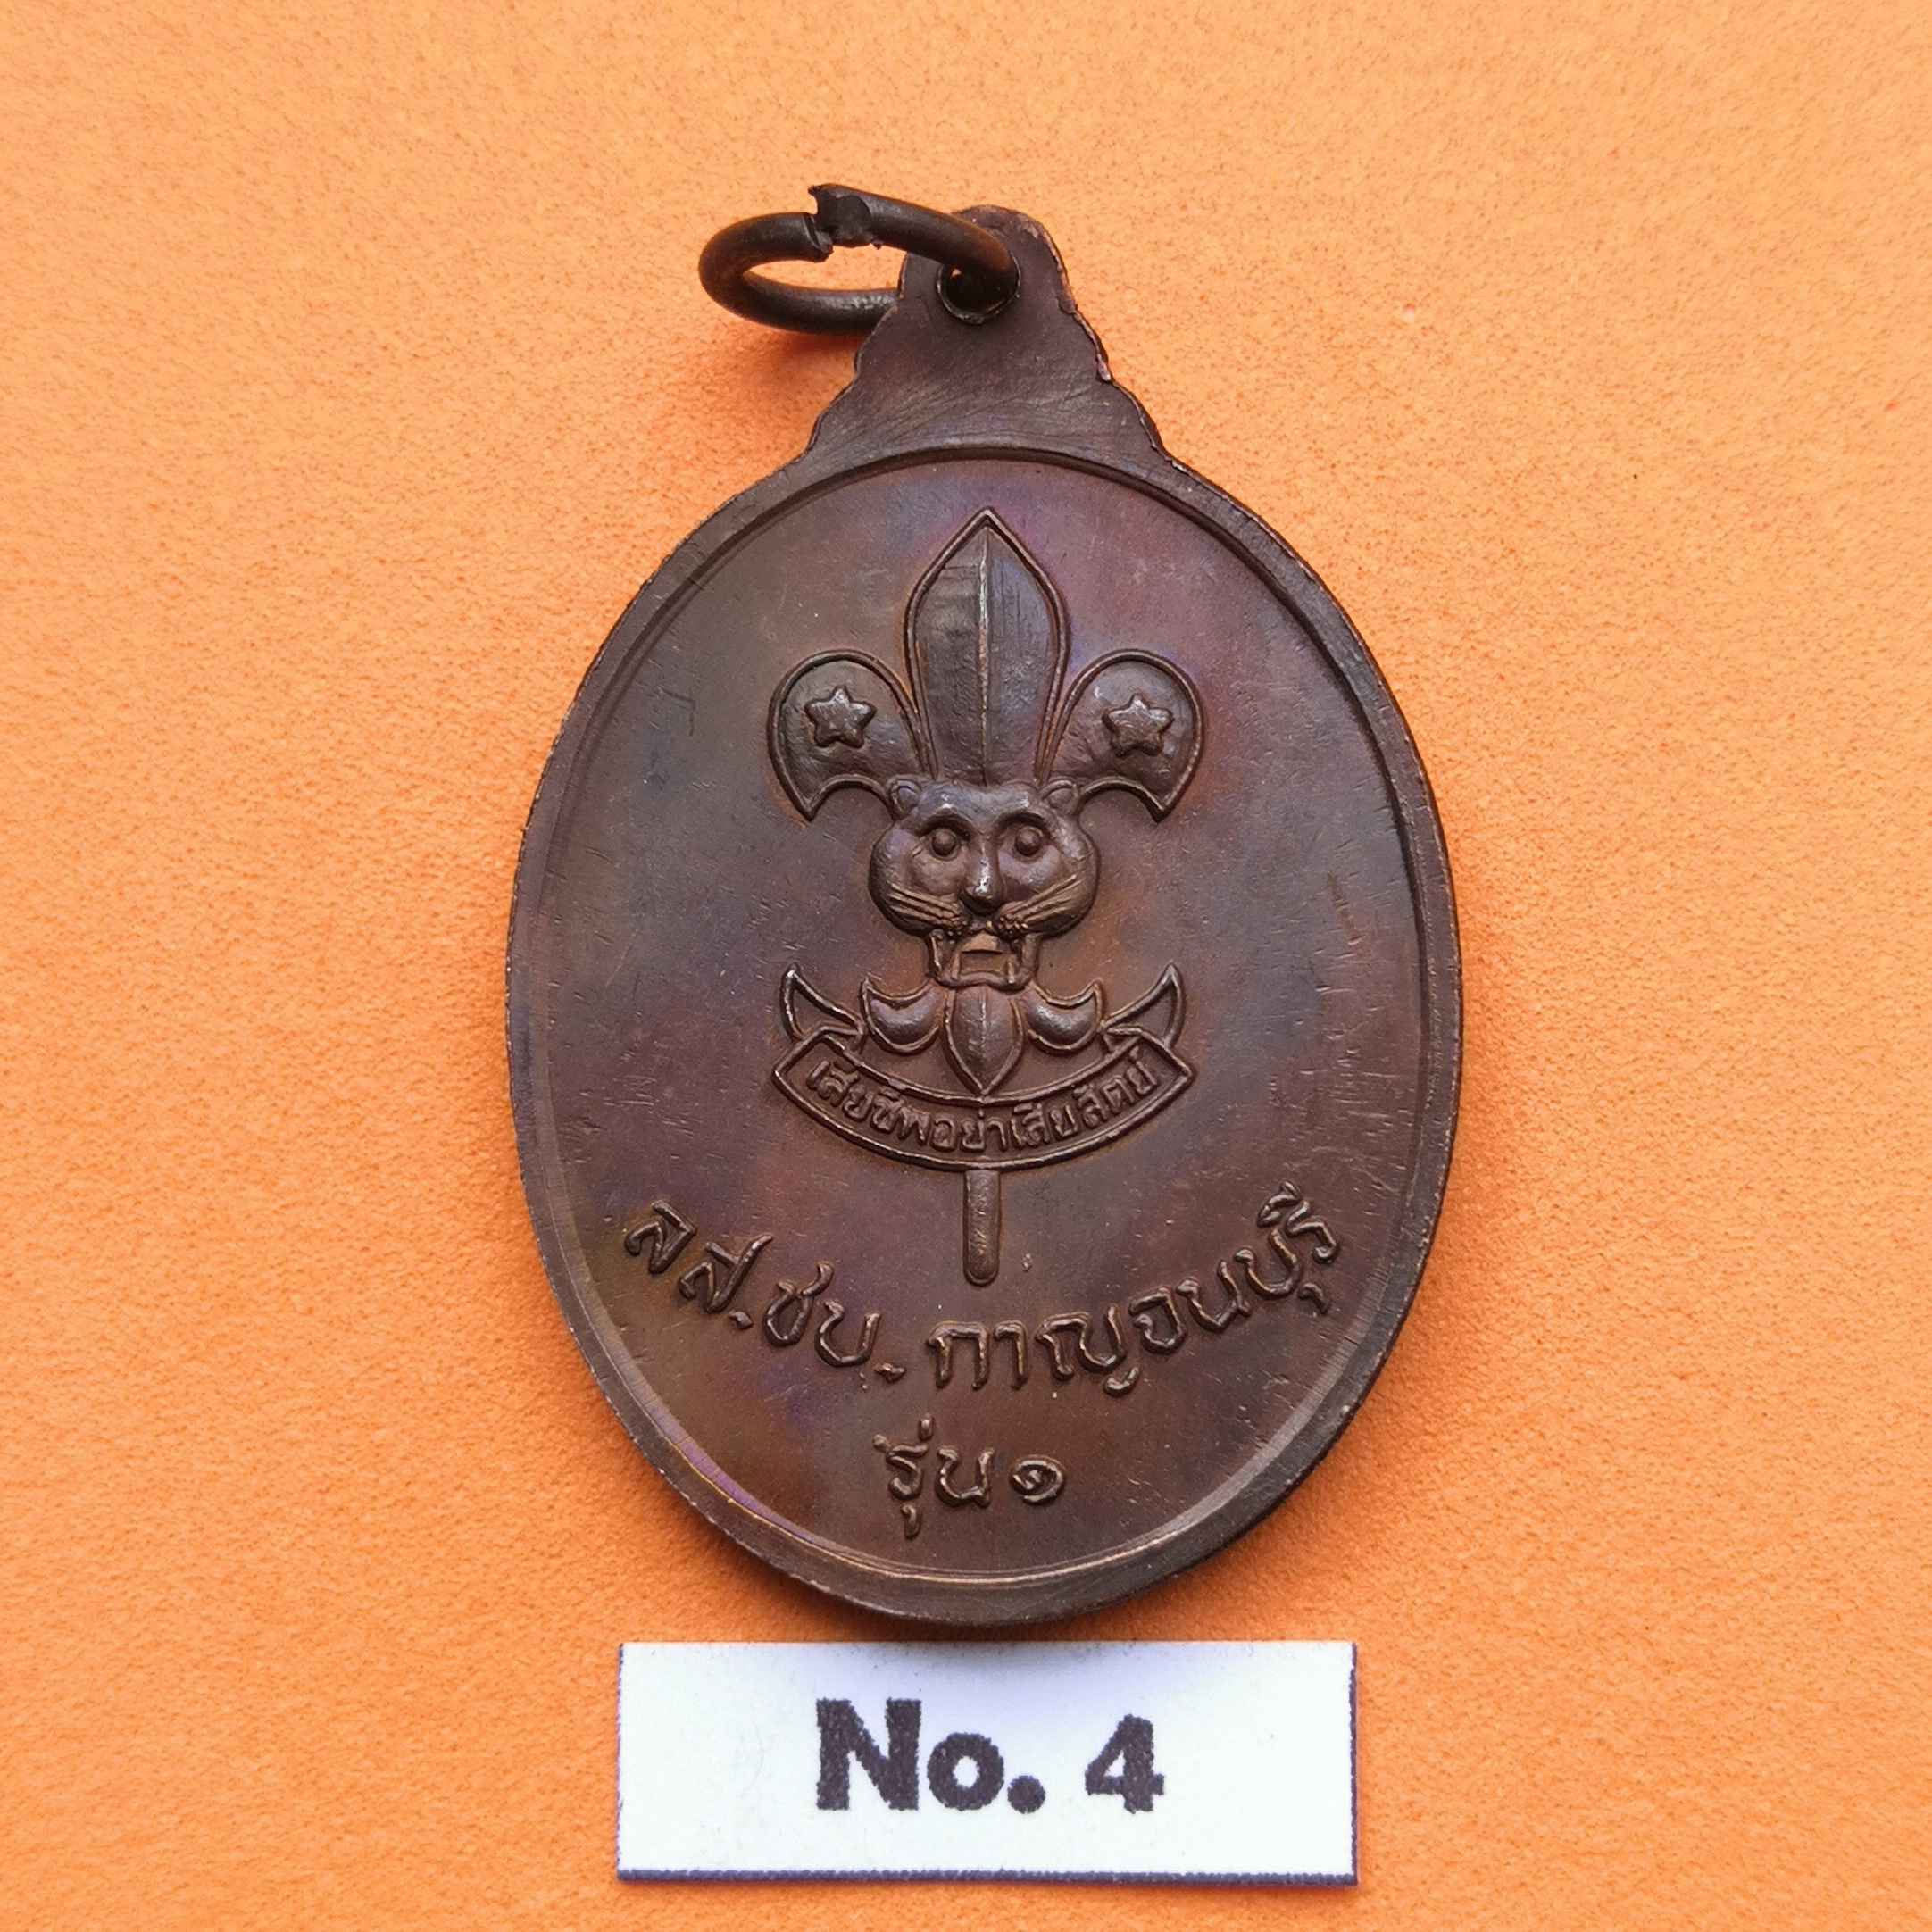 เสียชีพอย่าเสียสัตย์
ลส.ชบ. กาญจนบุรี
รุ่น ๑
No. 4